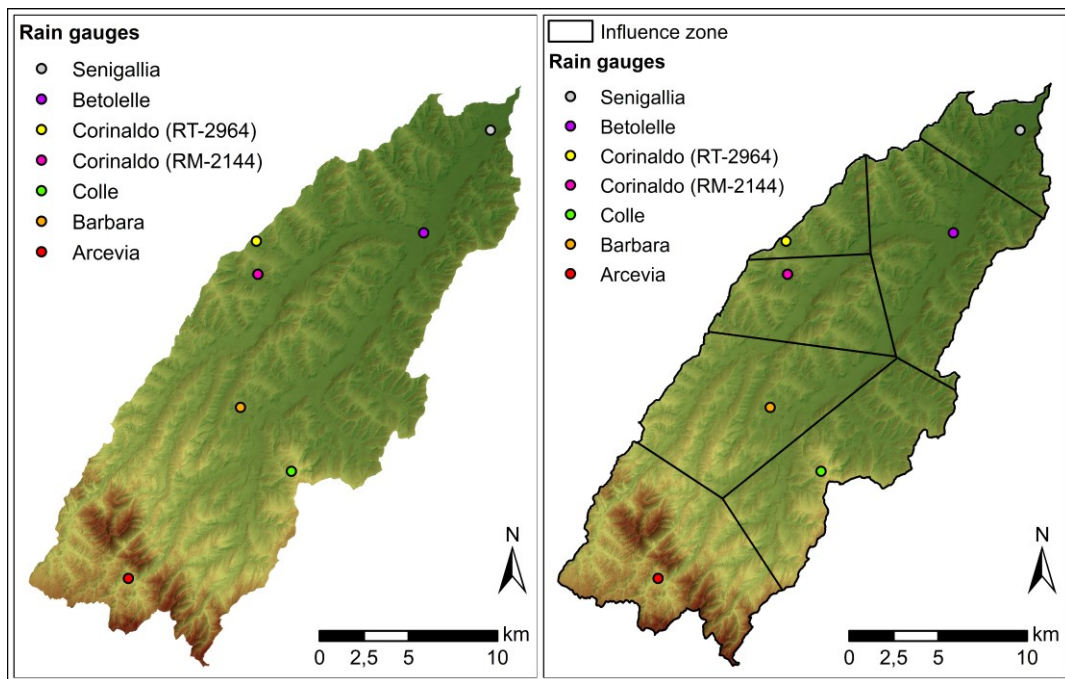 Rain gauges
Senigallia
Betolelle
Corinaldo (RT-2964)
Corinaldo (RM-2144)
Colle
Barbara
Arcevia
N
km
0 2,5 5 10
Influence zone
Rain gauges
Senigallia
Betolelle
Corinaldo (RT-2964)
Corinaldo (RM-2144)
Colle
Barbara
Arcevia
N
km
0 2,5 5 10